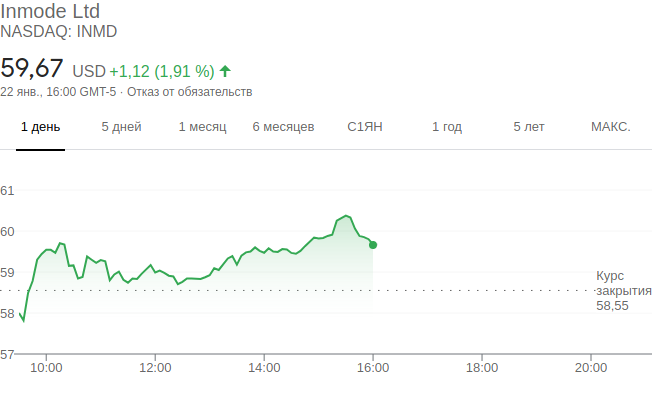 Inmode Ltd
NASDAQ: INMD
59,67 USD +1,12 (1,91 %)
22 янв., 16:00 GMT-5 · Отказ от обязательств
1 день 5 дней 1 месяц 6 месяцев С1ЯН 1 год 5 лет МАКС.
61
60
59
Курс
закрытия
58,55
58
57
10:00 12:00 14:00 16:00 18:00 20:00